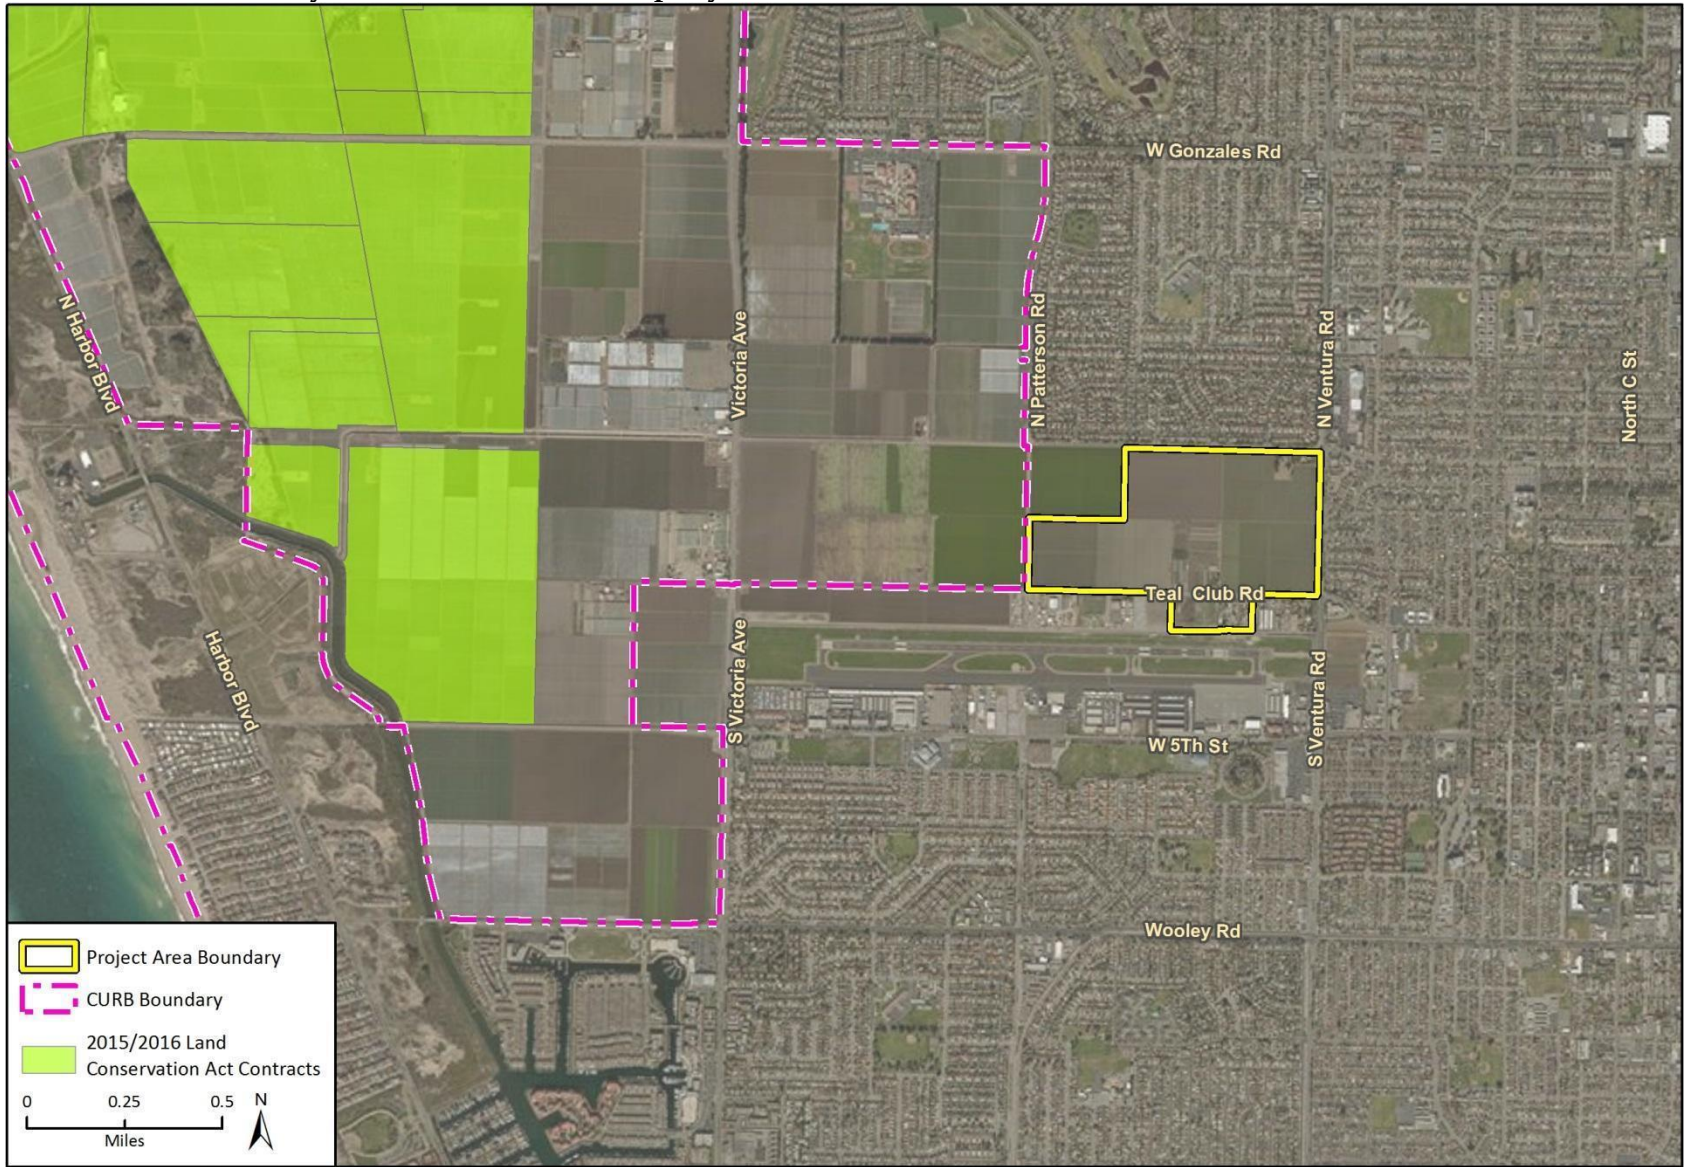 W Gonzales Rd
N Harbor Blvd
Victoria Ave
N Patterson Rd
N Ventura Rd
North C St
Teal Club Rd
Harbor Blvd
S Victoria Ave
S Ventura Rd
W 5Th St
Wooley Rd
Project Area Boundary
CURB Boundary
2015/2016 Land
Conservation Act Contracts
0 0.25 0.5
Miles
N